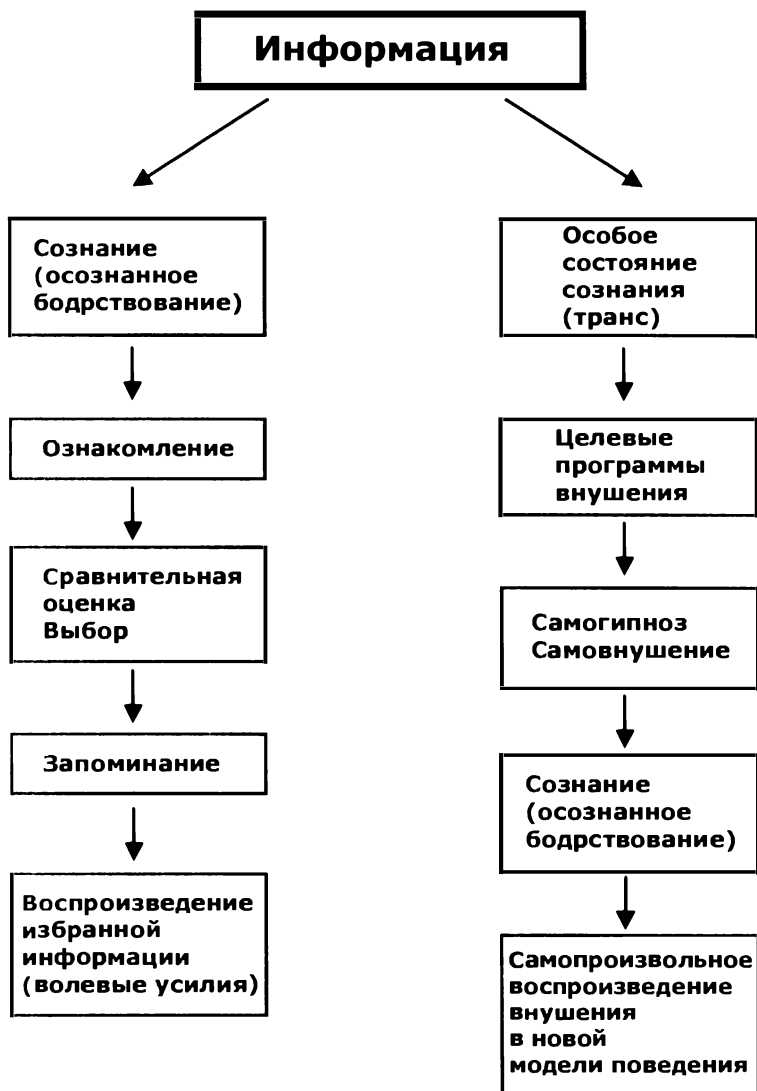 Информация
Сознание
(осознанное
бодрствование)
Ознакомление
Сравнительная
оценка
Выбор
Запоминание
Воспроизведение
избранной
информации
(волевые усилия)
Особое
состояние
сознания
(транс)
Целевые
программы
внушения
Самогипноз
Самовнушение
Сознание
(осознанное
бодрствование)
Самопроизвольное
воспроизведение
внушения
в новой
модели поведения